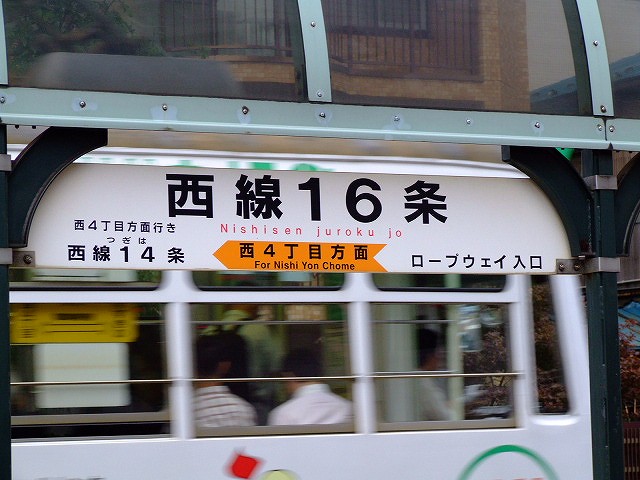 西線16条
Nishisen juroku jo
西4丁目方面行き
つぎは
西線14条
西4丁目方面
For Nishi Yon Chome
ロープウェイ入口